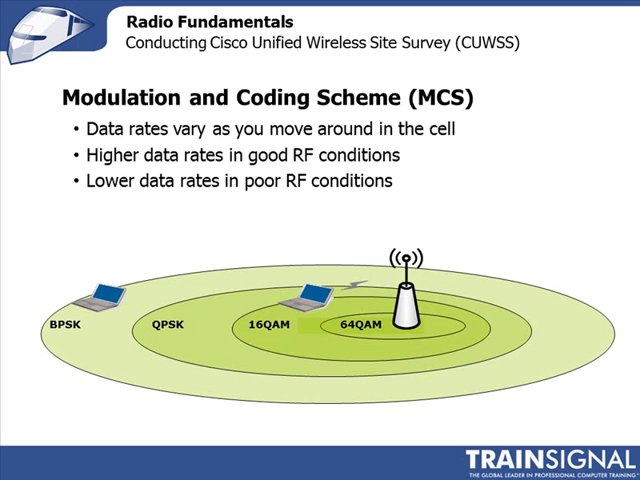 Radio Fundamentals
Conducting Cisco Unified Wireless Site Survey (CUWSS)
Modulation and Coding Scheme (MCS)
• Data rates vary as you move around in the cell
• Higher data rates in good RF conditions
• Lower data rates in poor RF conditions
BPSK QPSK 16QAM 64QAM
TRAINSIGNAL
THE GLOBAL LEADER IN PROFESSIONAL COMPUTER TRAINING